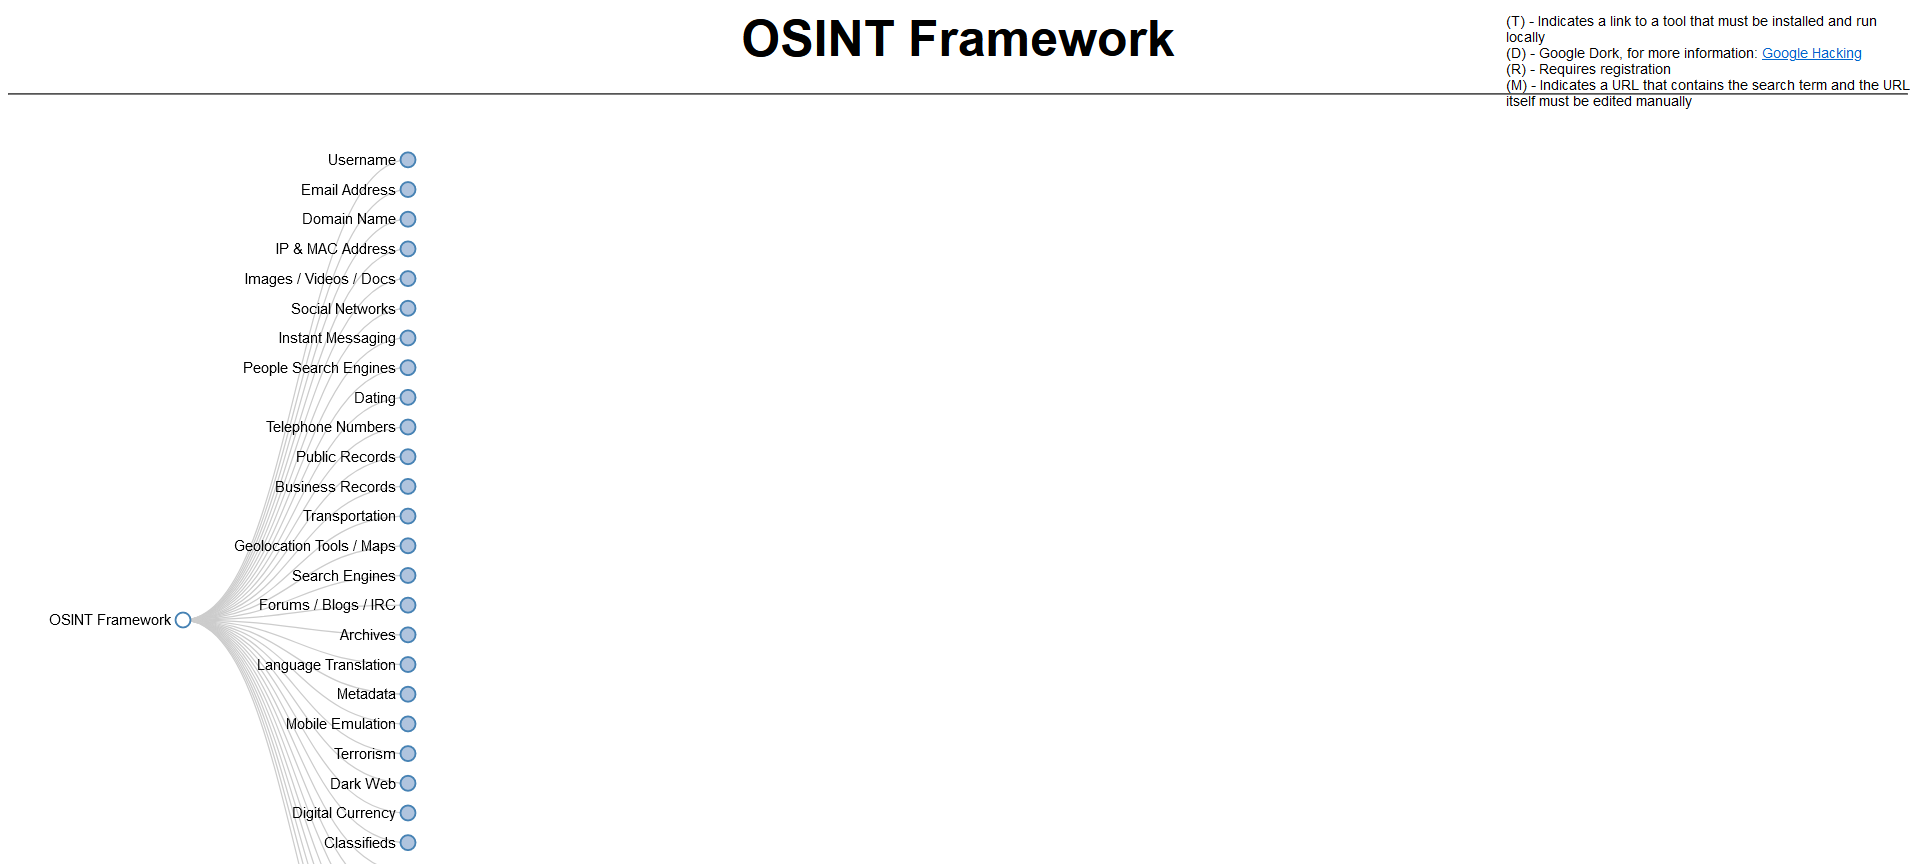 OSINT Framework
(T) - Indicates a link to a tool that must be installed and run
locally
(D) - Google Dork, for more information: Google Hacking
(R) - Requires registration
(M) - Indicates a URL that contains the search term and the URL
itself must be edited manually
Username
Email Address
Domain Name
IP & MAC Address
Images / Videos / Docs
Social Networks
Instant Messaging
People Search Engines
Dating
Telephone Numbers
Public Records
Business Records
Transportation
Geolocation Tools / Maps
Search Engines
Forums / Blogs / IRC
OSINT Framework
Archives
Language Translation
Metadata
Mobile Emulation
Terrorism
Dark Web
Digital Currency
Classifieds